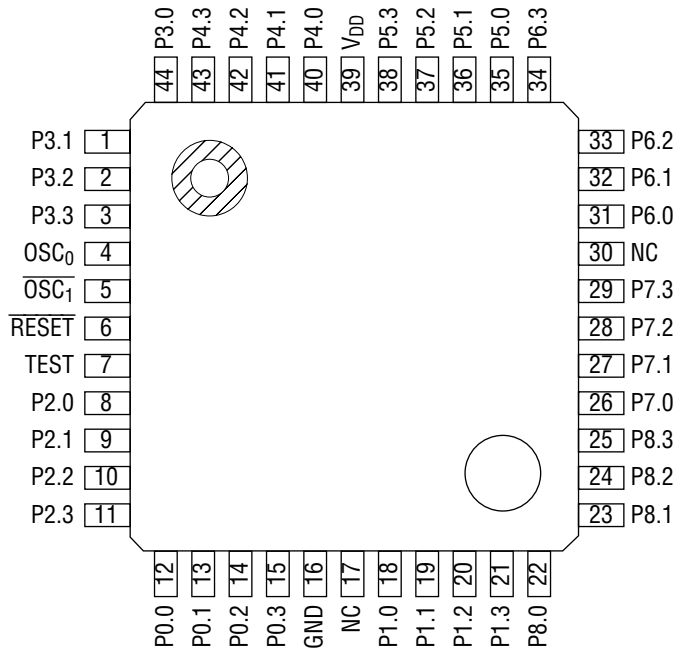 P3.0 P4.3 P4.2 P4.1 P4.0 VDD P5.3 P5.2 P5.1 P5.0 P6.3
44 43 42 41 40 39 38 37 36 35 34
P3.1 1 33 P6.2
P3.2 2 32 P6.1
P3.3 3 31 P6.0
OSC0 4 30 NC
OSC1 5 29 P7.3
RESET 6 28 P7.2
TEST 7 27 P7.1
P2.0 8 26 P7.0
P2.1 9 25 P8.3
P2.2 10 24 P8.2
P2.3 11 23 P8.1
12 13 14 15 16 17 18 19 20 21 22
P0.0 P0.1 P0.2 P0.3 GND NC P1.0 P1.1 P1.2 P1.3 P8.0